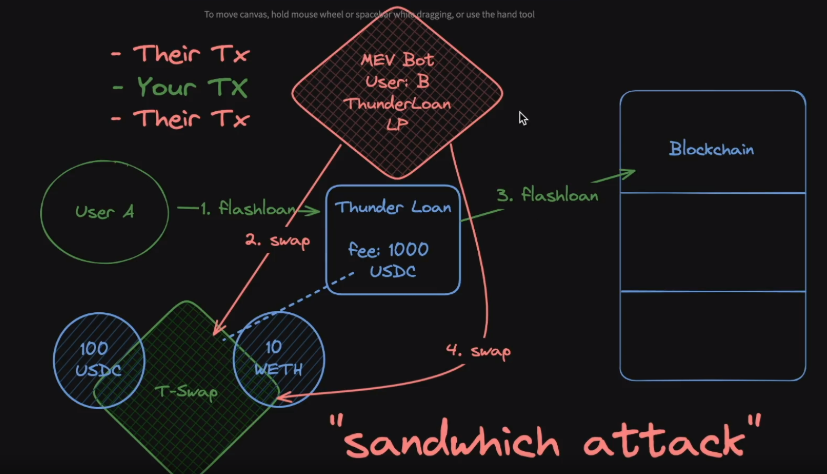 To move canvas, hold mouse wheel or spacebar while dragging, or use the hand tool
- Their Tx
- Your TX
- Their Tx
MEV Bot
User: B
ThunderLoan
LP
Blockchain
User A
1. flashloan
Thunder Loan
fee: 1000
USDC
2. swap
3. flashloan
100
USDC
10
WETH
T-Swap
4. swap
"sandwhich attack"